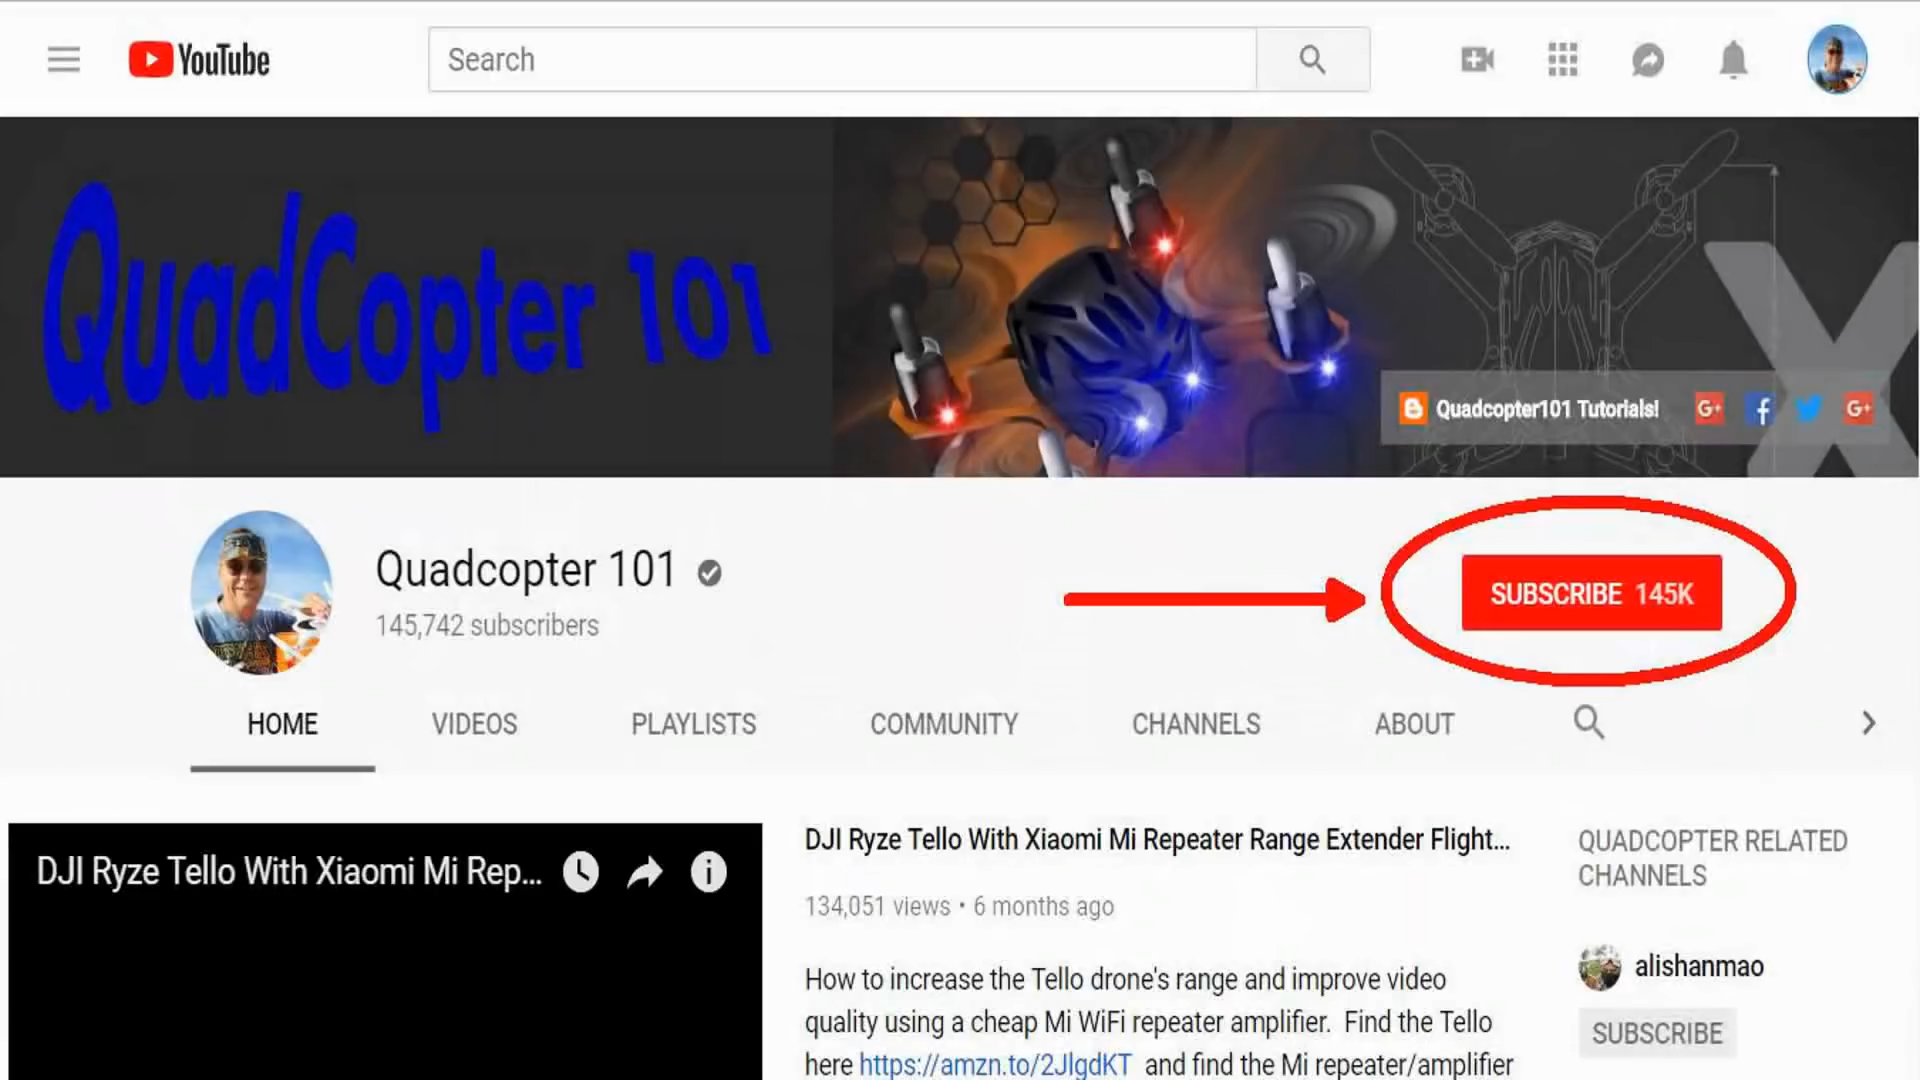 YouTube
Search
QuadCopter 101
X
Quadcopter101 Tutorials!
G+
f
G+
Quadcopter 101
145,742 subscribers
SUBSCRIBE 145K
HOME VIDEOS PLAYLISTS COMMUNITY CHANNELS ABOUT
DJI Ryze Tello With Xiaomi Mi Rep...
DJI Ryze Tello With Xiaomi Mi Repeater Range Extender Flight...
134,051 views • 6 months ago
How to increase the Tello drone's range and improve video
quality using a cheap Mi WiFi repeater amplifier. Find the Tello
here https://amzn.to/2JlgdKT and find the Mi repeater/amplifier
QUADCOPTER RELATED
CHANNELS
alishanmao
SUBSCRIBE